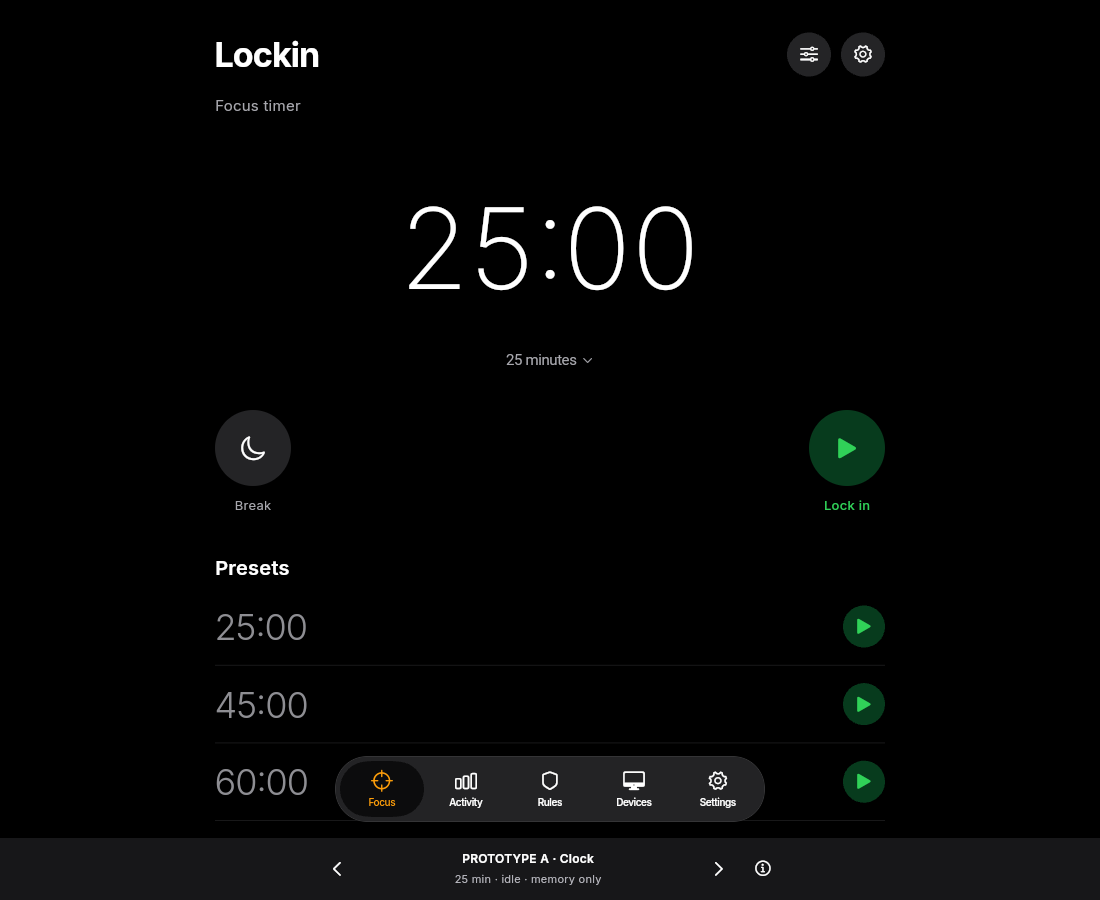 Lockin
Focus timer
25:00
25 minutes
Break
Lock in
Presets
25:00
45:00
60:00
Focus
Activity
Rules
Devices
Settings
PROTOTYPE A · Clock
25 min · idle · memory only